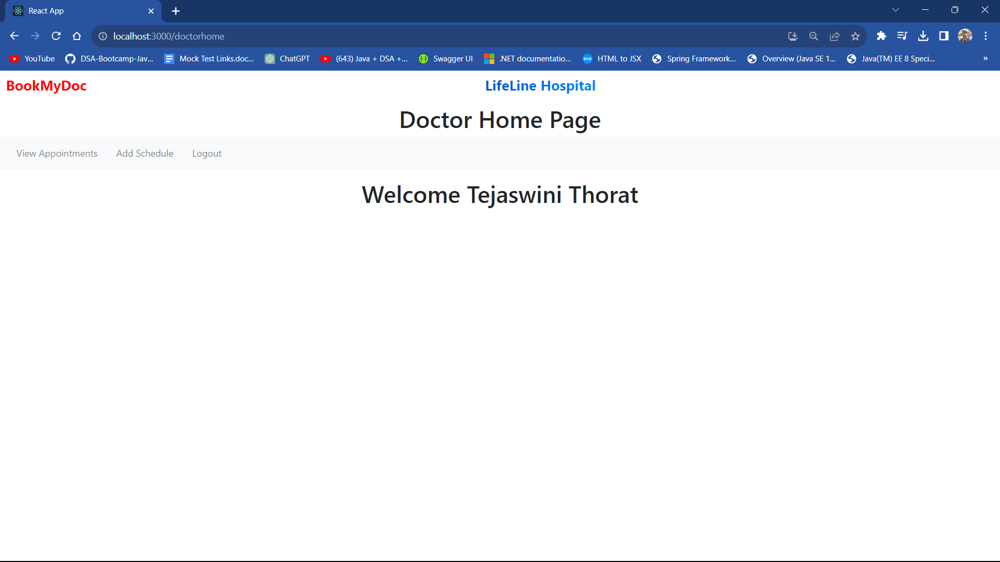 React App
localhost:3000/doctorhome
YouTube DSA-Bootcamp-Jav... Mock Test Links.doc... ChatGPT (643) Java + DSA +... Swagger UI .NET documentatio... HTML to JSX Spring Framework... Overview (Java SE 1... Java(TM) EE 8 Speci... »
BookMyDoc LifeLine Hospital
Doctor Home Page
View Appointments Add Schedule Logout
Welcome Tejaswini Thorat